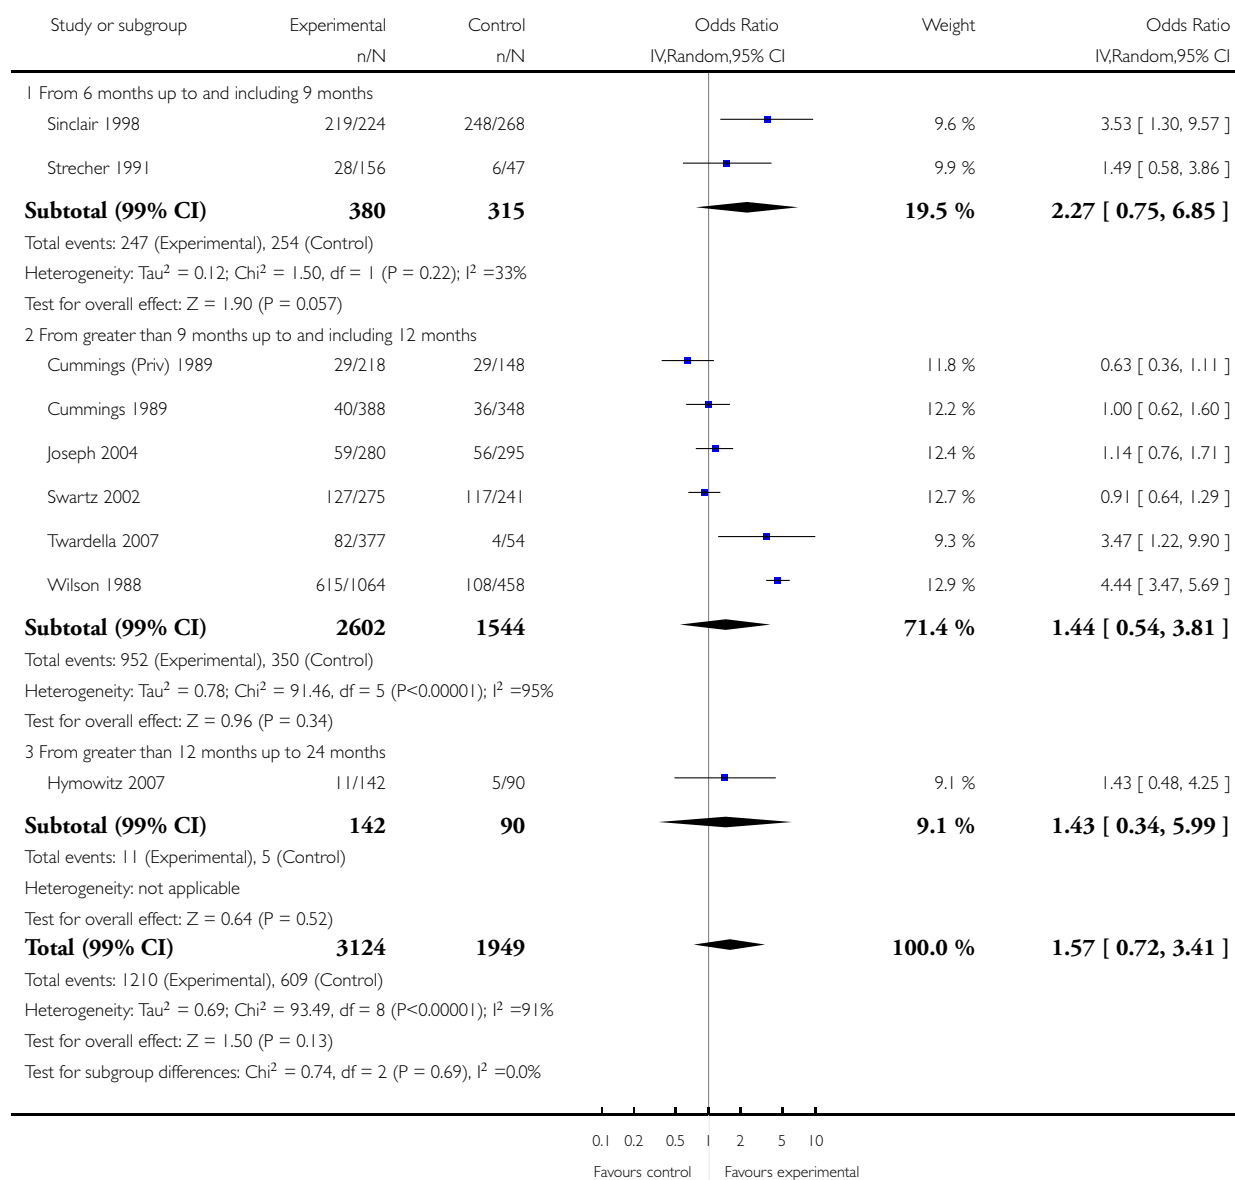 Study or subgroup Experimental Control Odds Ratio Weight Odds Ratio
n/N n/N IV,Random,95% CI IV,Random,95% CI
1 From 6 months up to and including 9 months
Sinclair 1998 219/224 248/268 9.6 % 3.53 [ 1.30, 9.57 ]
Strecher 1991 28/156 6/47 9.9 % 1.49 [ 0.58, 3.86 ]
Subtotal (99% CI) 380 315 19.5 % 2.27 [ 0.75, 6.85 ]
Total events: 247 (Experimental), 254 (Control)
Heterogeneity: Tau² = 0.12; Chi² = 1.50, df = 1 (P = 0.22); I² =33%
Test for overall effect: Z = 1.90 (P = 0.057)
2 From greater than 9 months up to and including 12 months
Cummings (Priv) 1989 29/218 29/148 11.8 % 0.63 [ 0.36, 1.11 ]
Cummings 1989 40/388 36/348 12.2 % 1.00 [ 0.62, 1.60 ]
Joseph 2004 59/280 56/295 12.4 % 1.14 [ 0.76, 1.71 ]
Swartz 2002 127/275 117/241 12.7 % 0.91 [ 0.64, 1.29 ]
Twardella 2007 82/377 4/54 9.3 % 3.47 [ 1.22, 9.90 ]
Wilson 1988 615/1064 108/458 12.9 % 4.44 [ 3.47, 5.69 ]
Subtotal (99% CI) 2602 1544 71.4 % 1.44 [ 0.54, 3.81 ]
Total events: 952 (Experimental), 350 (Control)
Heterogeneity: Tau² = 0.78; Chi² = 91.46, df = 5 (P<0.00001); I² =95%
Test for overall effect: Z = 0.96 (P = 0.34)
3 From greater than 12 months up to 24 months
Hymowitz 2007 11/142 5/90 9.1 % 1.43 [ 0.48, 4.25 ]
Subtotal (99% CI) 142 90 9.1 % 1.43 [ 0.34, 5.99 ]
Total events: 11 (Experimental), 5 (Control)
Heterogeneity: not applicable
Test for overall effect: Z = 0.64 (P = 0.52)
Total (99% CI) 3124 1949 100.0 % 1.57 [ 0.72, 3.41 ]
Total events: 1210 (Experimental), 609 (Control)
Heterogeneity: Tau² = 0.69; Chi² = 93.49, df = 8 (P<0.00001); I² =91%
Test for overall effect: Z = 1.50 (P = 0.13)
Test for subgroup differences: Chi² = 0.74, df = 2 (P = 0.69), I² =0.0%
0.1 0.2 0.5 1 2 5 10
Favours control Favours experimental